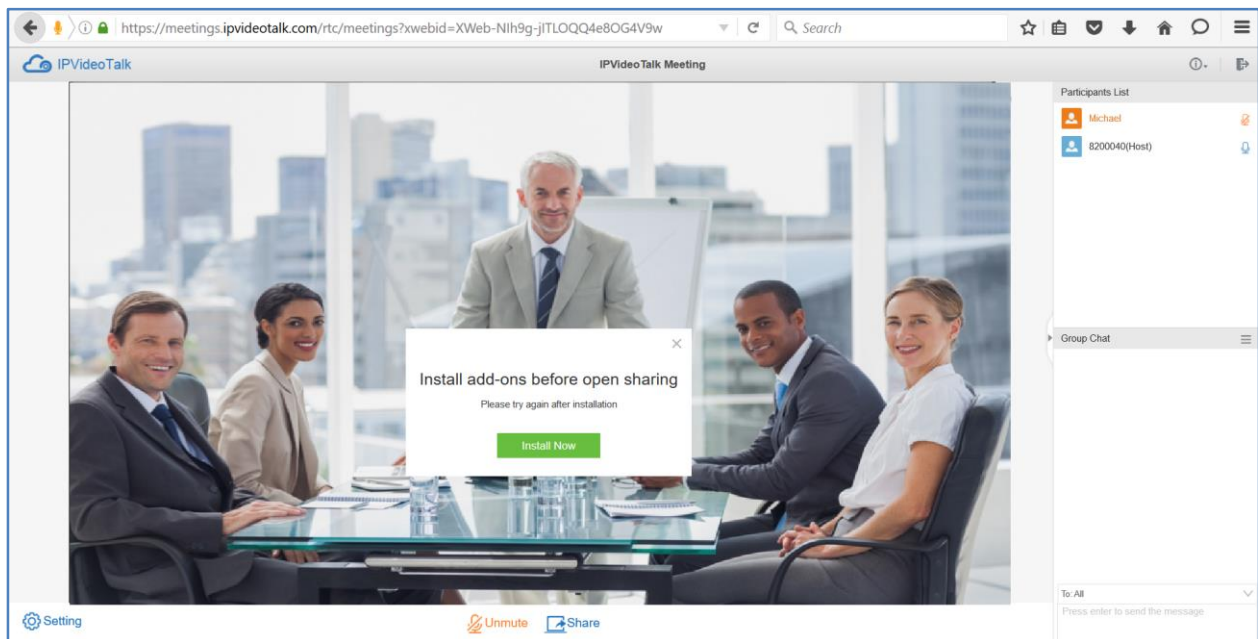 https://meetings.ipvideotalk.com/rtc/meetings?xwebid=XWeb-NIh9g-jITLOQQ4e8OG4V9w
Search
IPVideoTalk
IPVideoTalk Meeting
Participants List
Michael
8200040(Host)
Install add-ons before open sharing
Please try again after installation
Install Now
Group Chat
To: All
Press enter to send the message
Setting
Unmute
Share